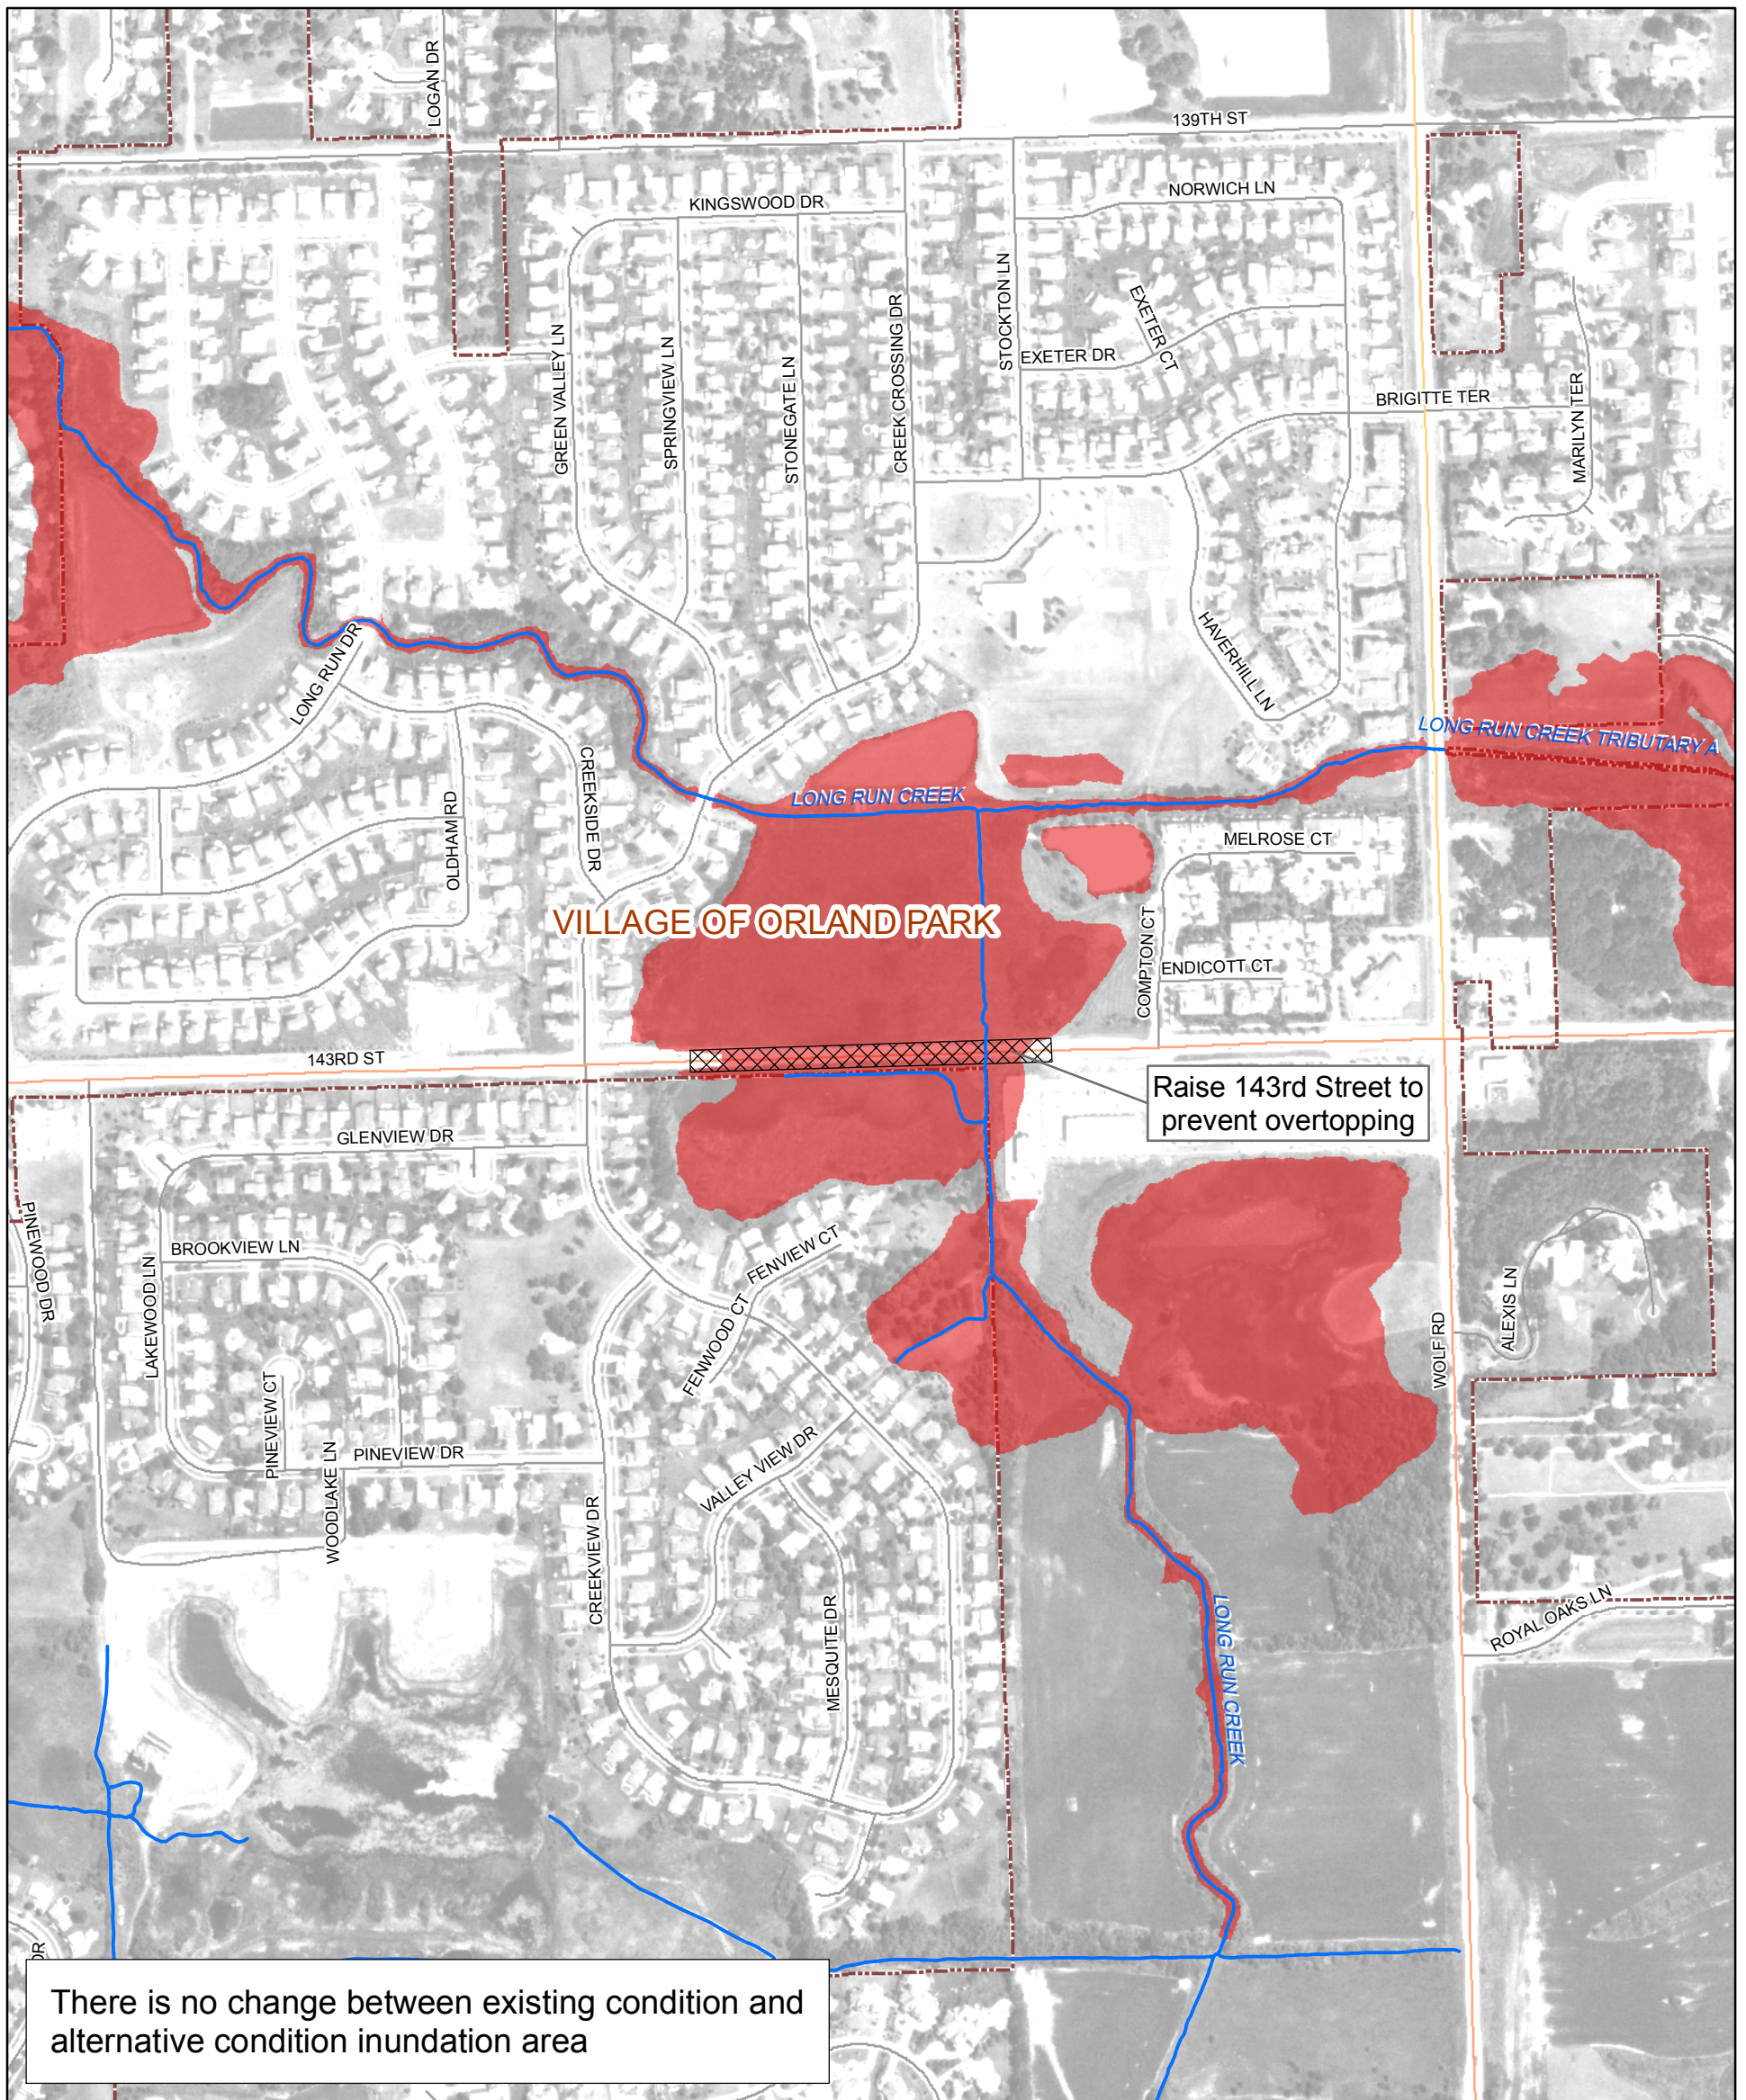 LOGAN DR
139TH ST
KINGSWOOD DR
NORWICH LN
GREEN VALLEY LN
SPRINGVIEW LN
STONEGATE LN
CREEK CROSSING DR
STOCKTON LN
EXETER CT
EXETER DR
BRIGITTE TER
MARILYN TER
HAVERHILL LN
LONG RUN DR
LONG RUN CREEK TRIBUTARY A
CREEKSIDE DR
OLDHAM RD
LONG RUN CREEK
MELROSE CT
VILLAGE OF ORLAND PARK
COMPTON CT
ENDICOTT CT
143RD ST
Raise 143rd Street to
prevent overtopping
GLENVIEW DR
PINEWOOD DR
BROOKVIEW LN
LAKEWOOD LN
FENVIEW CT
FENWOOD CT
ALEXIS LN
WOLF RD
PINEVIEW CT
PINEVIEW DR
WOODLAKE LN
VALLEY VIEW DR
CREEKVIEW DR
MESQUITE DR
LONG RUN CREEK
ROYAL OAKS LN
DR
There is no change between existing condition and
alternative condition inundation area